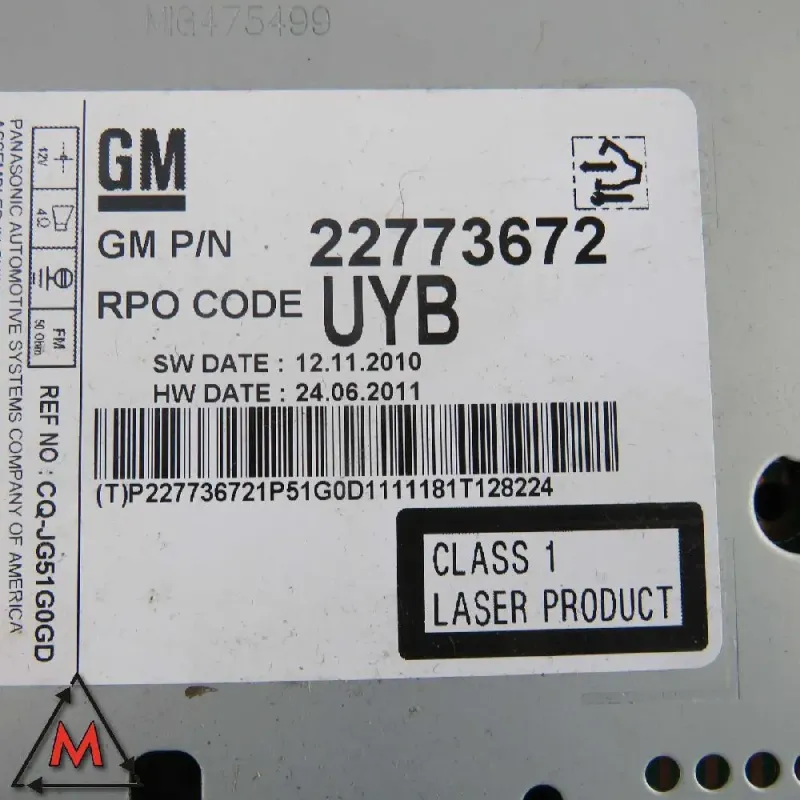 MIG475499
GM
GM P/N 22773672
RPO CODE UYB
SW DATE : 12.11.2010
HW DATE : 24.06.2011
(T)P227736721P51G0D1111181T128224
CLASS 1
LASER PRODUCT
12V
4Ω
FM
50 Ohm
REF NO : CQ-JG51G0GD
PANASONIC AUTOMOTIVE SYSTEMS COMPANY OF AMERICA
M